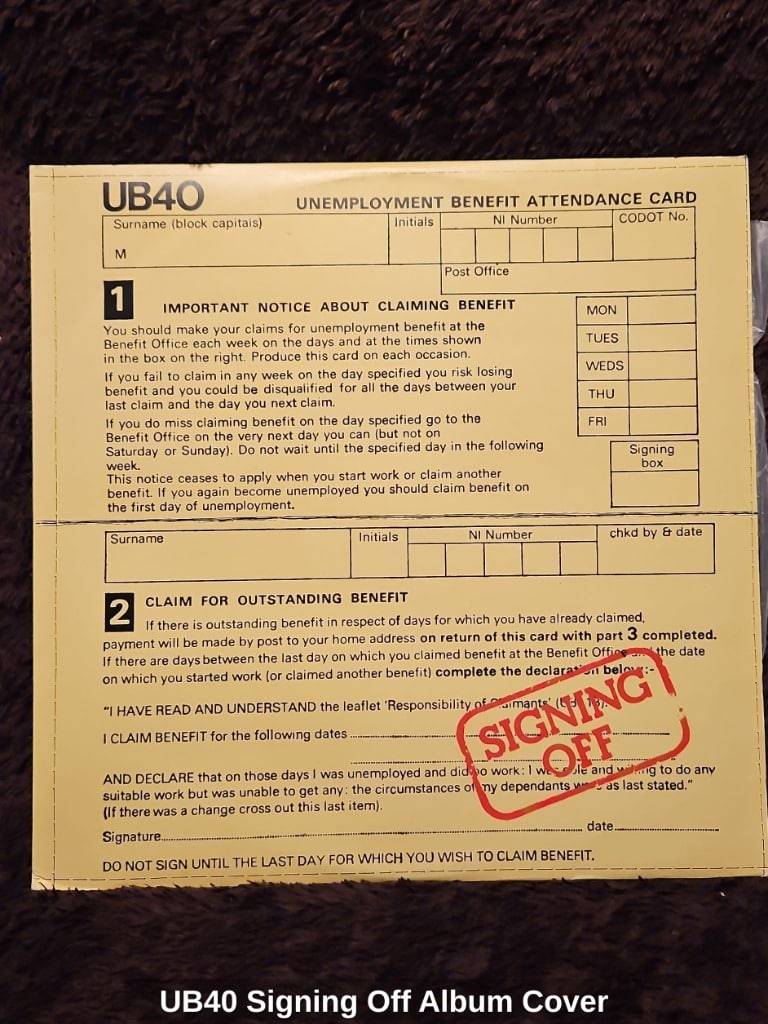 UB40
UNEMPLOYMENT BENEFIT ATTENDANCE CARD
Surname (block capitals)
Initials
NI Number
CODOT No.
M
Post Office
1
IMPORTANT NOTICE ABOUT CLAIMING BENEFIT
You should make your claims for unemployment benefit at the
Benefit Office each week on the days and at the times shown
in the box on the right. Produce this card on each occasion.
If you fail to claim in any week on the day specified you risk losing
benefit and you could be disqualified for all the days between your
last claim and the day you next claim.
If you do miss claiming benefit on the day specified go to the
Benefit Office on the very next day you can (but not on
Saturday or Sunday). Do not wait until the specified day in the following
week.
This notice ceases to apply when you start work or claim another
benefit. If you again become unemployed you should claim benefit on
the first day of unemployment.
MON
TUES
WEDS
THU
FRI
Signing
box
Surname
Initials
NI Number
chkd by & date
2
CLAIM FOR OUTSTANDING BENEFIT
If there is outstanding benefit in respect of days for which you have already claimed,
payment will be made by post to your home address on return of this card with part 3 completed.
If there are days between the last day on which you claimed benefit at the Benefit Office and the date
on which you started work (or claimed another benefit) complete the declaration below:-
"I HAVE READ AND UNDERSTAND the leaflet 'Responsibility of Claimants'
I CLAIM BENEFIT for the following dates
AND DECLARE that on those days I was unemployed and did no work: I was able and willing to do any
suitable work but was unable to get any: the circumstances of my dependants were as last stated."
(If there was a change cross out this last item).
Signature date
DO NOT SIGN UNTIL THE LAST DAY FOR WHICH YOU WISH TO CLAIM BENEFIT.
SIGNING
OFF
UB40 Signing Off Album Cover